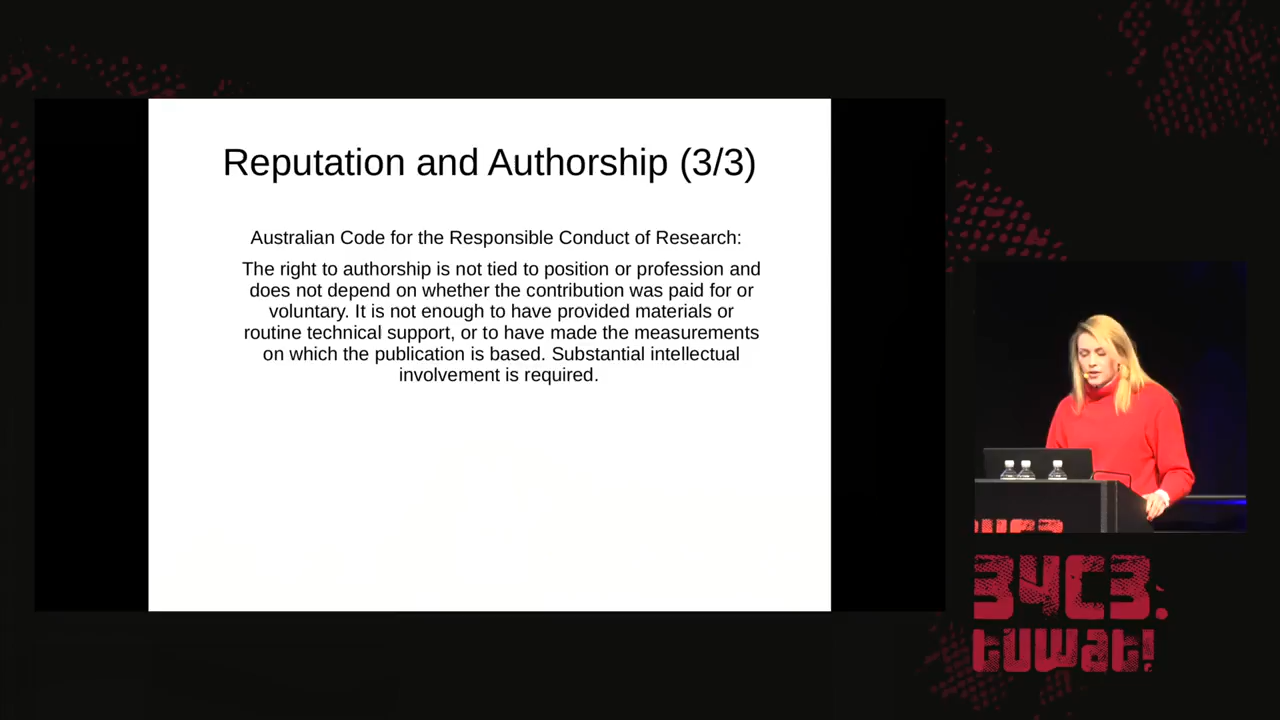 Reputation and Authorship (3/3)
Australian Code for the Responsible Conduct of Research:
The right to authorship is not tied to position or profession and
does not depend on whether the contribution was paid for or
voluntary. It is not enough to have provided materials or
routine technical support, or to have made the measurements
on which the publication is based. Substantial intellectual
involvement is required.
34C3
34C3.
tuwat!